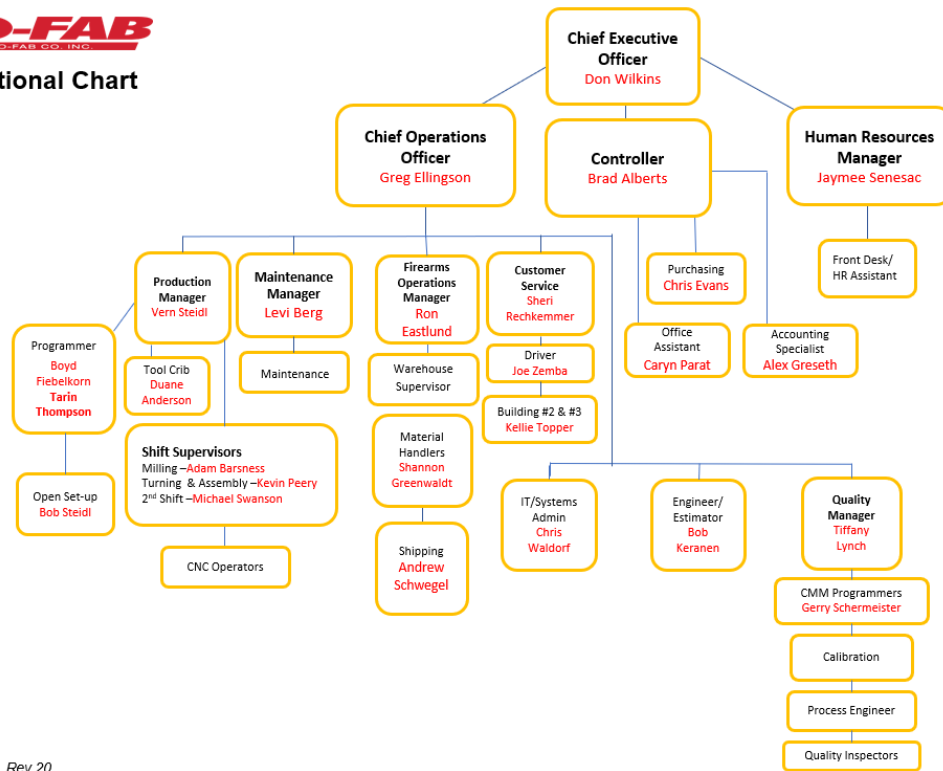 -FAB
O-FAB CO. INC.
tional Chart
Chief Executive
Officer
Don Wilkins
Chief Operations
Officer
Greg Ellingson
Controller
Brad Alberts
Human Resources
Manager
Jaymee Senesac
Production
Manager
Vern Steidl
Maintenance
Manager
Levi Berg
Firearms
Operations
Manager
Ron
Eastlund
Customer
Service
Sheri
Rechkemmer
Purchasing
Chris Evans
Front Desk/
HR Assistant
Programmer
Boyd
Fiebelkorn
Tarin
Thompson
Tool Crib
Duane
Anderson
Maintenance
Warehouse
Supervisor
Driver
Joe Zemba
Office
Assistant
Caryn Parat
Accounting
Specialist
Alex Greseth
Building #2 & #3
Kellie Topper
Shift Supervisors
Milling –Adam Barsness
Turning & Assembly –Kevin Peery
2nd Shift –Michael Swanson
Material
Handlers
Shannon
Greenwaldt
Open Set-up
Bob Steidl
IT/Systems
Admin
Chris
Waldorf
Engineer/
Estimator
Bob
Keranen
Quality
Manager
Tiffany
Lynch
CNC Operators
Shipping
Andrew
Schwegel
CMM Programmers
Gerry Schermeister
Calibration
Process Engineer
Quality Inspectors
Rev 20